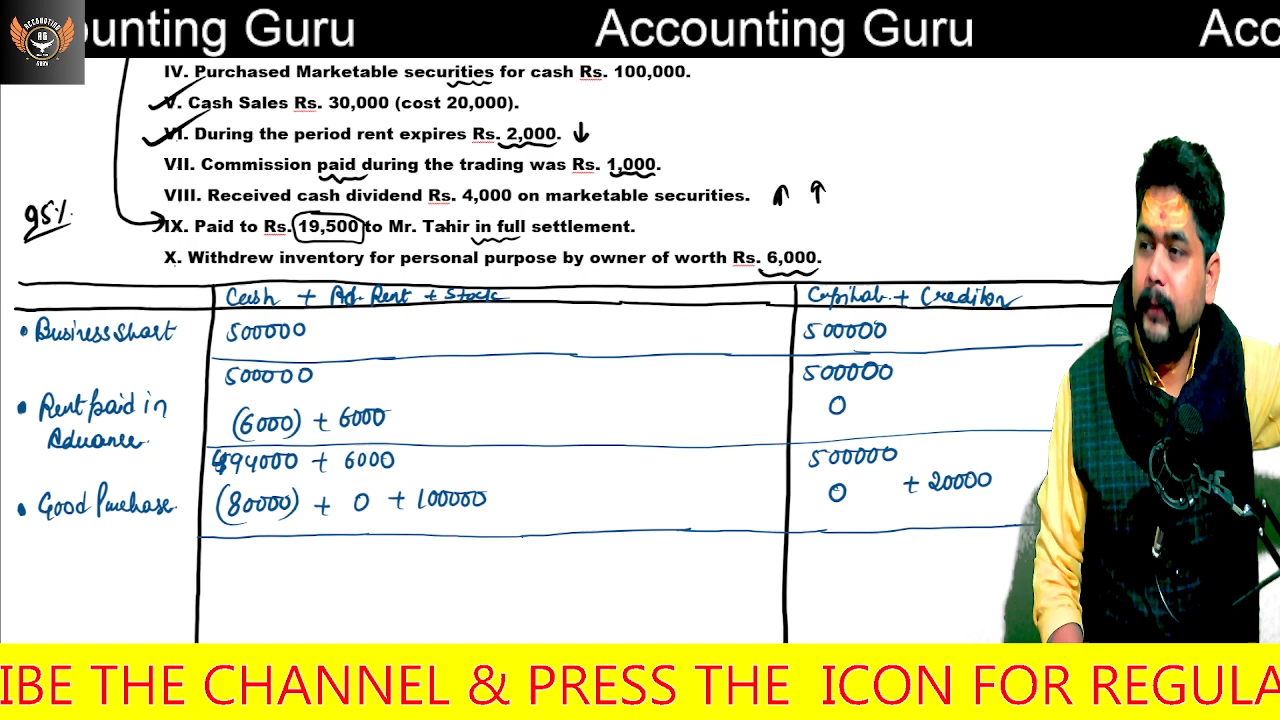 Accounting Guru
ACCOUNTING
AG
GURU
unting Guru
Acc
IV. Purchased Marketable securities for cash Rs. 100,000.
V. Cash Sales Rs. 30,000 (cost 20,000).
VI. During the period rent expires Rs. 2,000. ↓
VII. Commission paid during the trading was Rs. 1,000.
VIII. Received cash dividend Rs. 4,000 on marketable securities. ↑ ↑
95%
IX. Paid to Rs. 19,500 to Mr. Tahir in full settlement.
X. Withdrew inventory for personal purpose by owner of worth Rs. 6,000.
Cash + Ad. Rent + Stock
Capital + Creditor
• Business Start 500000 500000
500000 500000
• Rent paid in Advance (6000) + 6000 0
494000 + 6000 500000
• Good Purchase (80000) + 0 + 100000 0 + 20000
IBE THE CHANNEL & PRESS THE ICON FOR REGULA